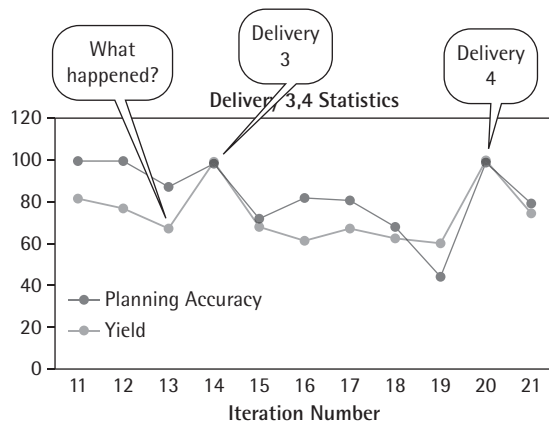 What
happened?
Delivery
3
Delivery
4
Delivery 3,4 Statistics
120
100
80
60
40
20
0
Planning Accuracy
Yield
11 12 13 14 15 16 17 18 19 20 21
Iteration Number